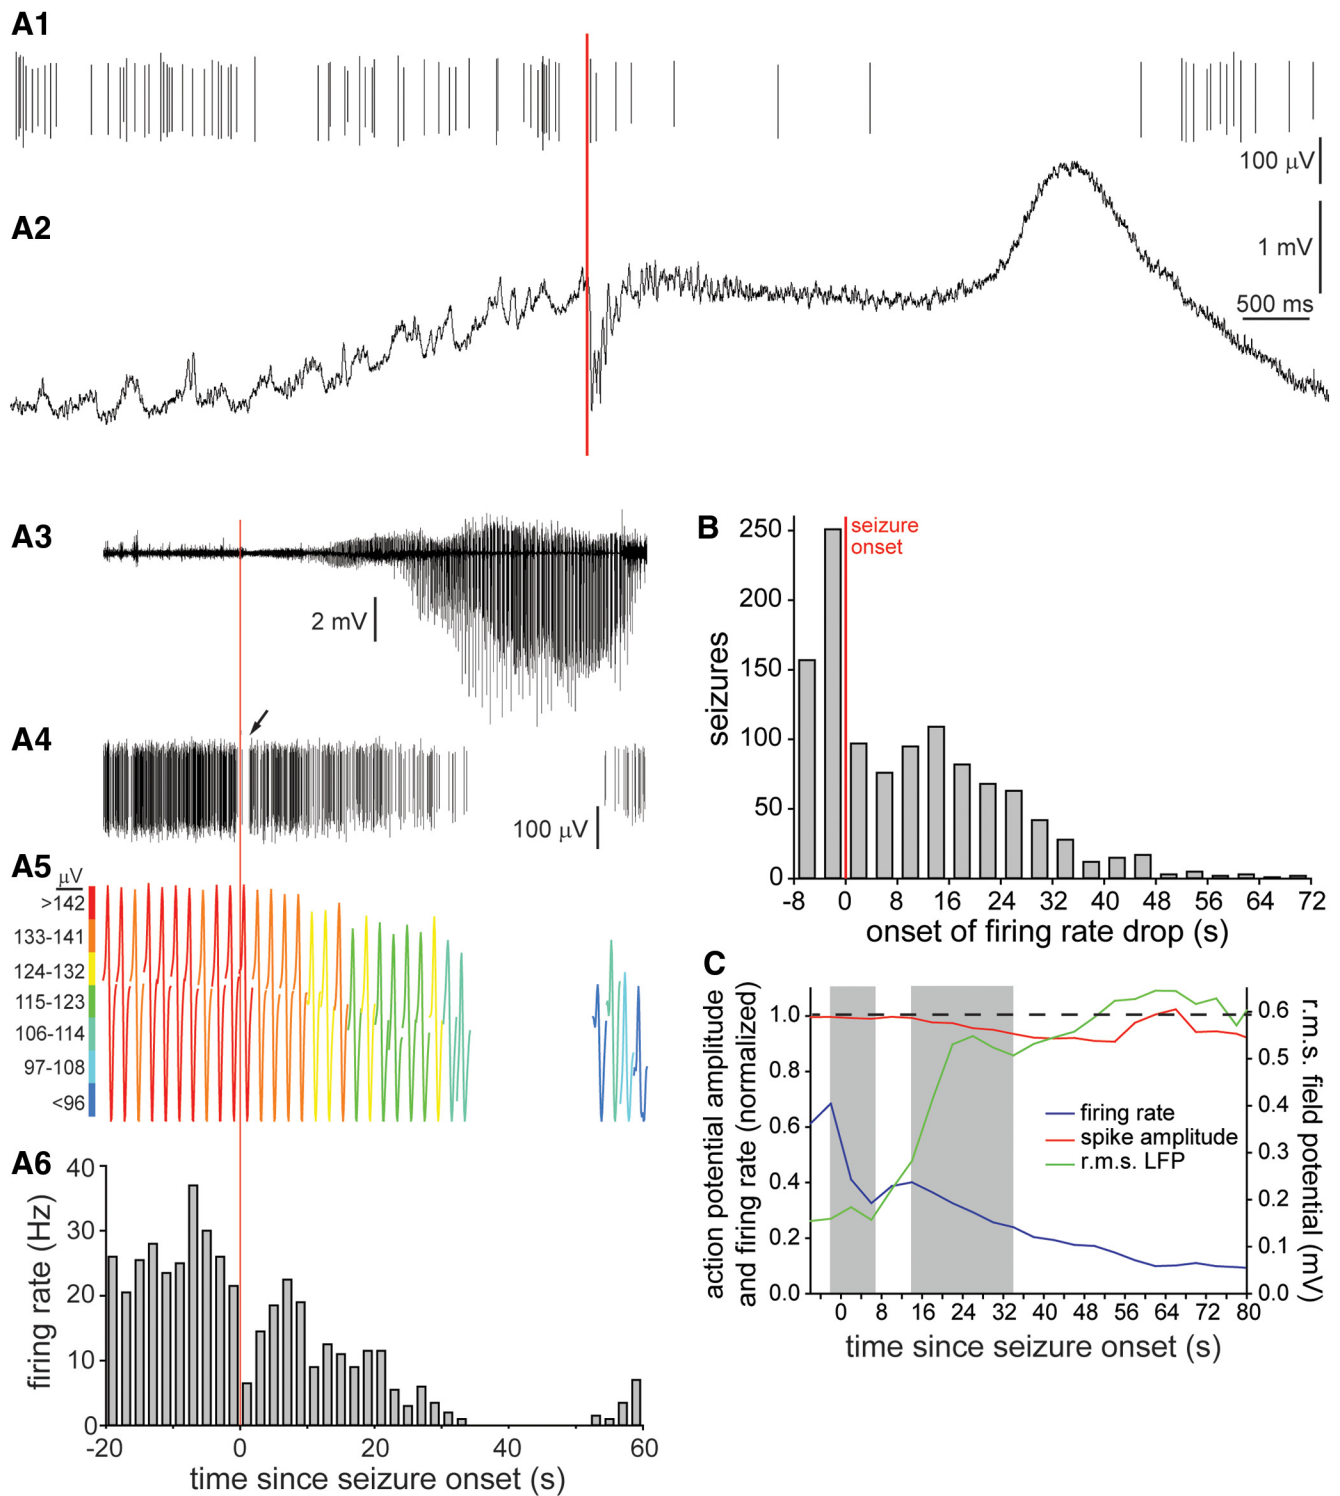 A1
100 μV
A2
1 mV
500 ms
A3
2 mV
A4
100 μV
A5
μV
>142
133-141
124-132
115-123
106-114
97-108
<96
A6
firing rate (Hz)
40
30
20
10
0
-20 0 20 40 60
time since seizure onset (s)
B
seizure
onset
seizures
250
200
150
100
50
0
-8 0 8 16 24 32 40 48 56 64 72
onset of firing rate drop (s)
C
action potential amplitude
and firing rate (normalized)
1.0
0.8
0.6
0.4
0.2
0.0
firing rate
spike amplitude
r.m.s. LFP
0.6
0.5
0.4
0.3
0.2
0.1
0.0
r.m.s. field potential (mV)
0 8 16 24 32 40 48 56 64 72 80
time since seizure onset (s)